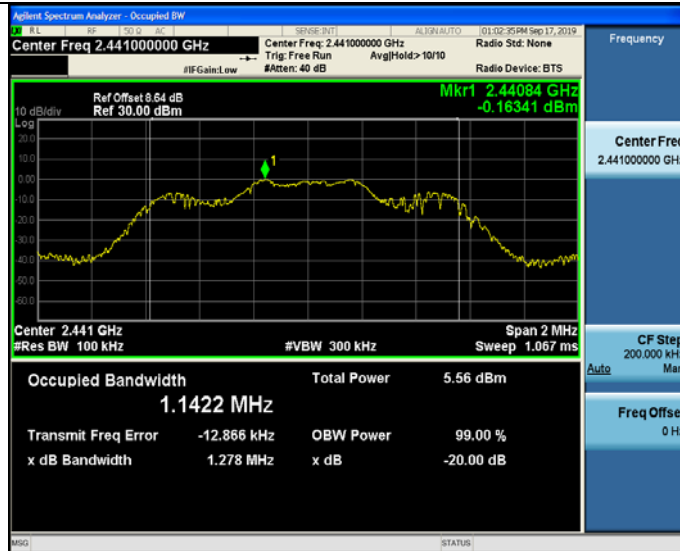 Agilent Spectrum Analyzer - Occupied BW
RL RF 50 Ω AC SENSE:INT ALIGN AUTO 01:02:35 PM Sep 17, 2019
Center Freq 2.441000000 GHz Center Freq: 2.441000000 GHz Radio Std: None Frequency
Trig: Free Run Avg|Hold:> 10/10
#IFGain:Low #Atten: 40 dB Radio Device: BTS
Ref Offset 8.64 dB Mkr1 2.44084 GHz
10 dB/div Ref 30.00 dBm -0.16341 dBm
Log
20.0
10.0
0.00
-10.0
-20.0
-30.0
-40.0
-50.0
-60.0
1
Center Freq
2.441000000 GHz
Center 2.441 GHz Span 2 MHz
#Res BW 100 kHz #VBW 300 kHz Sweep 1.067 ms
CF Step
200.000 kHz
Auto Man
Occupied Bandwidth Total Power 5.56 dBm
1.1422 MHz
Freq Offset
0 Hz
Transmit Freq Error -12.866 kHz OBW Power 99.00 %
x dB Bandwidth 1.278 MHz x dB -20.00 dB
MSG STATUS